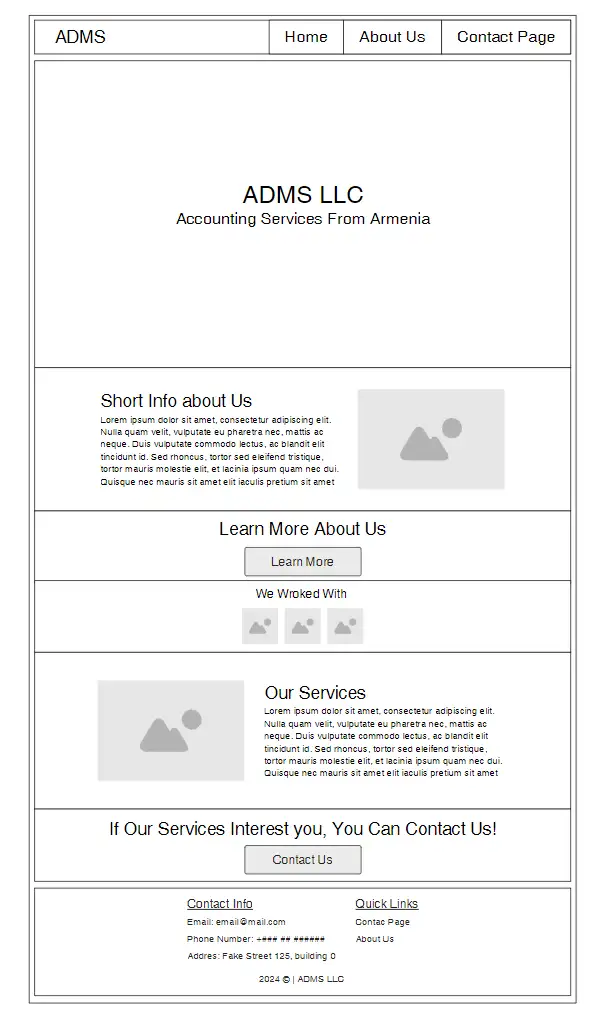 ADMS
Home
About Us
Contact Page
ADMS LLC
Accounting Services From Armenia
Short Info about Us
Lorem ipsum dolor sit amet, consectetur adipiscing elit.
Nulla quam velit, vulputate eu pharetra nec, mattis ac
neque. Duis vulputate commodo lectus, ac blandit elit
tincidunt id. Sed rhoncus, tortor sed eleifend tristique,
tortor mauris molestie elit, et lacinia ipsum quam nec dui.
Quisque nec mauris sit amet elit iaculis pretium sit amet
Learn More About Us
Learn More
We Wroked With
Our Services
Lorem ipsum dolor sit amet, consectetur adipiscing elit.
Nulla quam velit, vulputate eu pharetra nec, mattis ac
neque. Duis vulputate commodo lectus, ac blandit elit
tincidunt id. Sed rhoncus, tortor sed eleifend tristique,
tortor mauris molestie elit, et lacinia ipsum quam nec dui.
Quisque nec mauris sit amet elit iaculis pretium sit amet
If Our Services Interest you, You Can Contact Us!
Contact Us
Contact Info
Email: email@mail.com
Phone Number: +### ## ######
Addres: Fake Street 125, building 0
Quick Links
Contac Page
About Us
2024 © | ADMS LLC